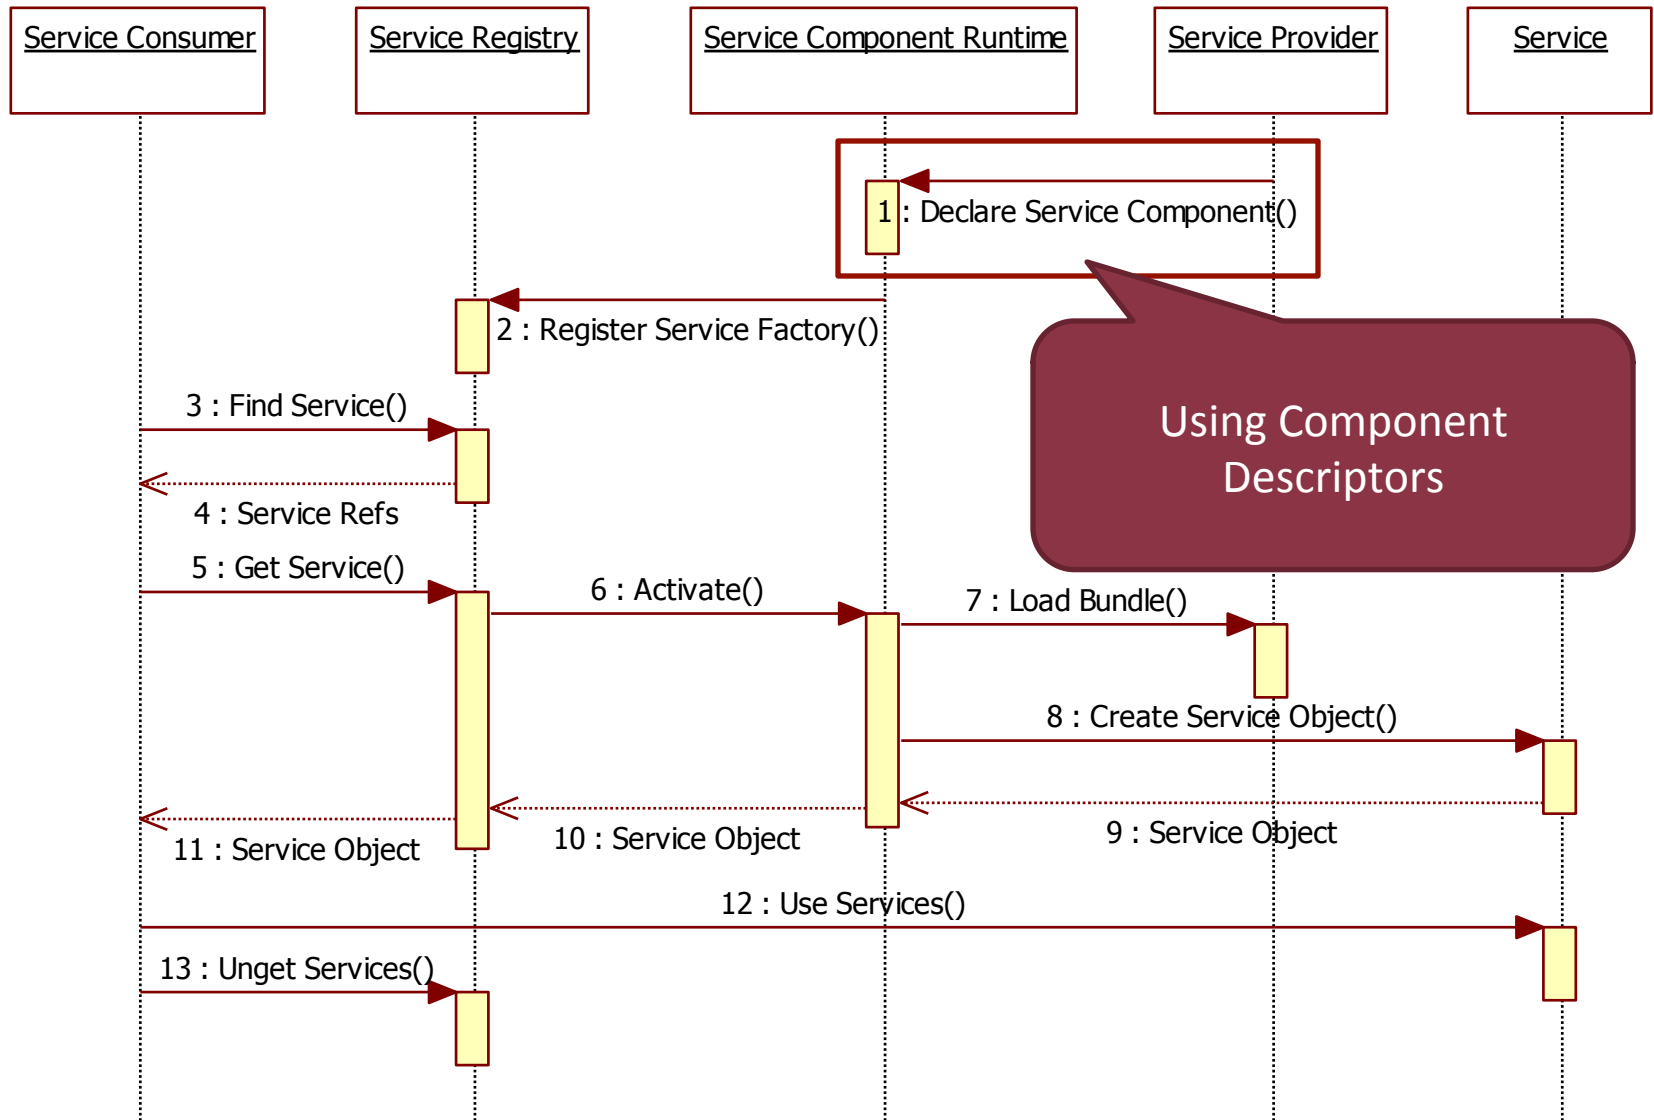 Service Consumer
Service Registry
Service Component Runtime
Service Provider
Service
1 : Declare Service Component()
2 : Register Service Factory()
Using Component
Descriptors
3 : Find Service()
4 : Service Refs
5 : Get Service()
6 : Activate()
7 : Load Bundle()
8 : Create Service Object()
9 : Service Object
10 : Service Object
11 : Service Object
12 : Use Services()
13 : Unget Services()